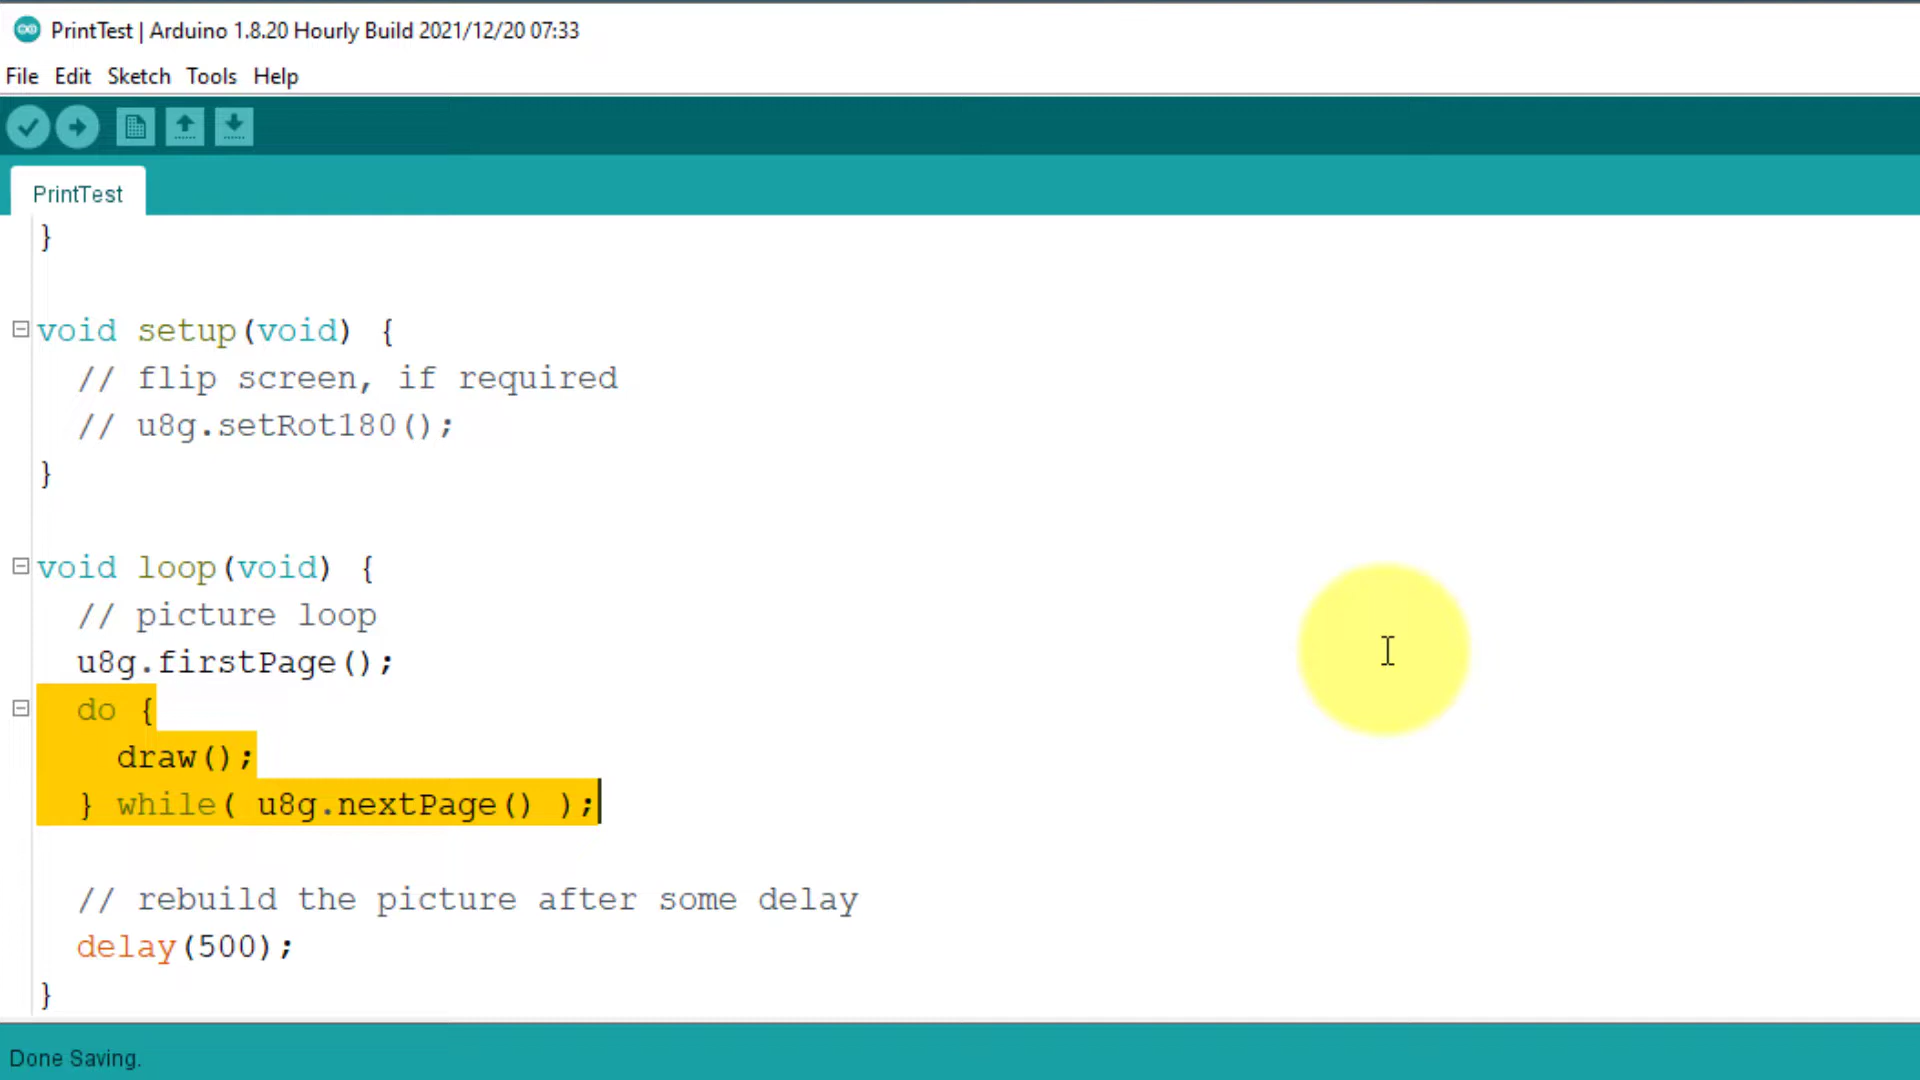 PrintTest | Arduino 1.8.20 Hourly Build 2021/12/20 07:33
File Edit Sketch Tools Help
PrintTest
}
void setup(void) {
// flip screen, if required
// u8g.setRot180();
}
void loop(void) {
// picture loop
u8g.firstPage();
do {
draw();
} while( u8g.nextPage() );
// rebuild the picture after some delay
delay(500);
}
Done Saving.